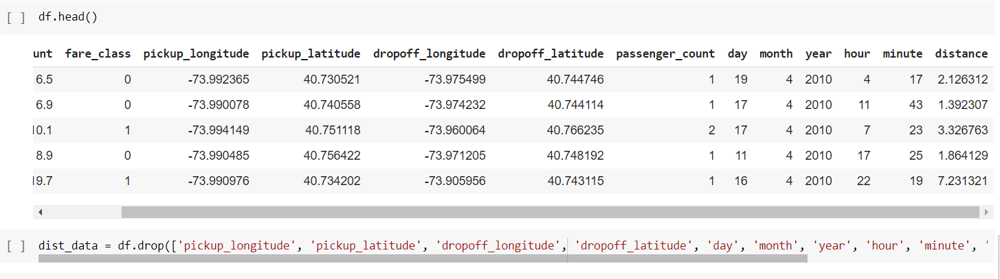 [ ] df.head()
unt fare_class pickup_longitude pickup_latitude dropoff_longitude dropoff_latitude passenger_count day month year hour minute distance
6.5 0 -73.992365 40.730521 -73.975499 40.744746 1 19 4 2010 4 17 2.126312
6.9 0 -73.990078 40.740558 -73.974232 40.744114 1 17 4 2010 11 43 1.392307
10.1 1 -73.994149 40.751118 -73.960064 40.766235 2 17 4 2010 7 23 3.326763
8.9 0 -73.990485 40.756422 -73.971205 40.748192 1 11 4 2010 17 25 1.864129
19.7 1 -73.990976 40.734202 -73.905956 40.743115 1 16 4 2010 22 19 7.231321
[ ] dist_data = df.drop(['pickup_longitude', 'pickup_latitude', 'dropoff_longitude', 'dropoff_latitude', 'day', 'month', 'year', 'hour', 'minute', '